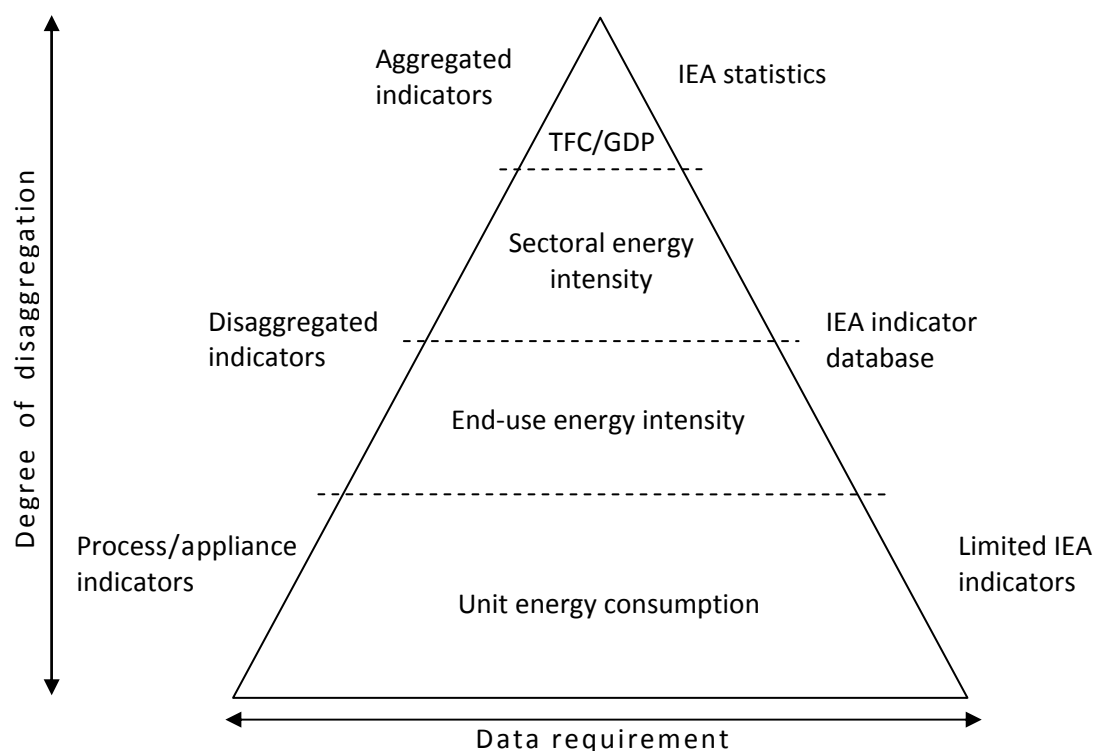 Aggregated
indicators
IEA statistics
TFC/GDP
Sectoral energy
intensity
Disaggregated
indicators
IEA indicator
database
End-use energy intensity
Process/appliance
indicators
Limited IEA
indicators
Unit energy consumption
Degree of disaggregation
Data requirement